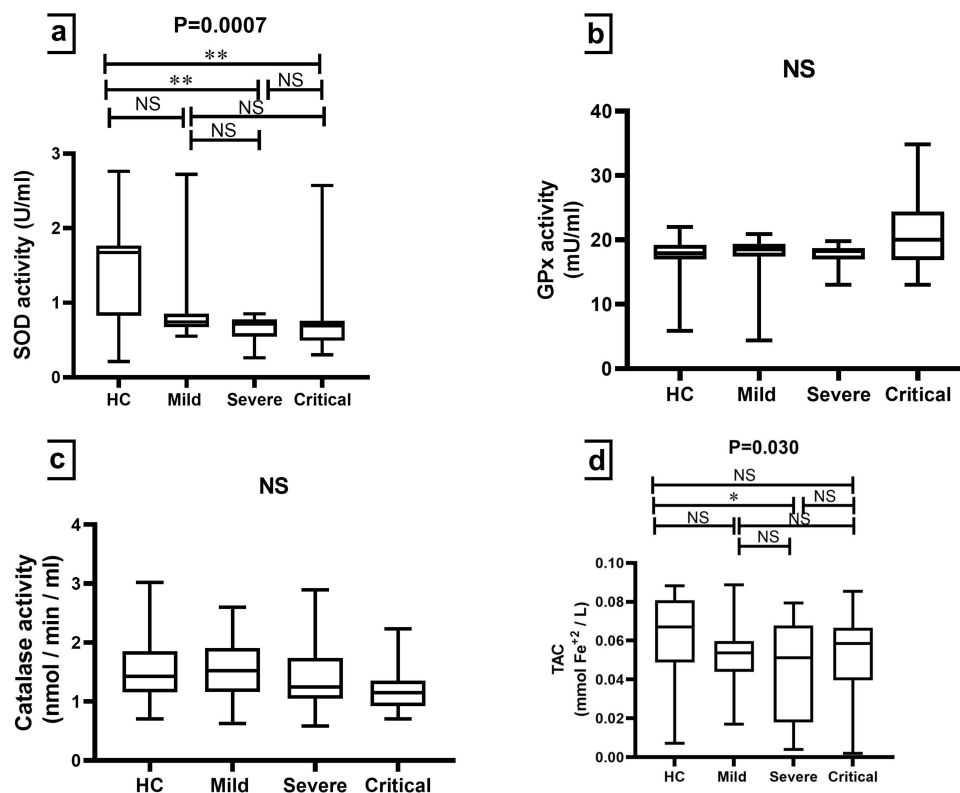 a
P=0.0007
**
**
NS
NS
NS
NS
SOD activity (U/ml)
3
2
1
0
HC Mild Severe Critical
b
NS
GPx activity
(mU/ml)
40
30
20
10
0
HC Mild Severe Critical
c
NS
Catalase activity
(nmol / min / ml)
4
3
2
1
0
HC Mild Severe Critical
d
P=0.030
NS
*
NS
NS
NS
NS
TAC
(mmol Fe+2 / L)
0.10
0.08
0.06
0.04
0.02
0.00
HC Mild Severe Critical